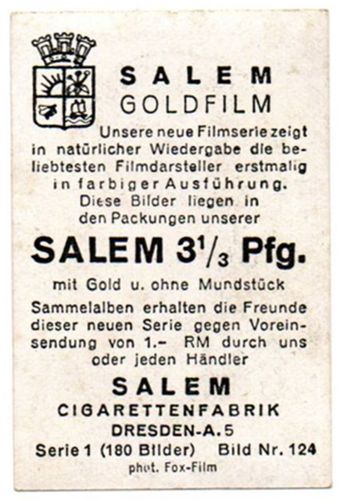 SALEM
GOLDFILM
Unsere neue Filmserie zeigt
in natürlicher Wiedergabe die be-
liebtesten Filmdarsteller erstmalig
in farbiger Ausführung.
Diese Bilder liegen in
den Packungen unserer
SALEM 3 1/3 Pfg.
mit Gold u. ohne Mundstück
Sammelalben erhalten die Freunde
dieser neuen Serie gegen Vorein-
sendung von 1.– RM durch uns
oder jeden Händler
SALEM
CIGARETTENFABRIK
DRESDEN-A.5
Serie 1 (180 Bilder) Bild Nr. 124
phot. Fox-Film